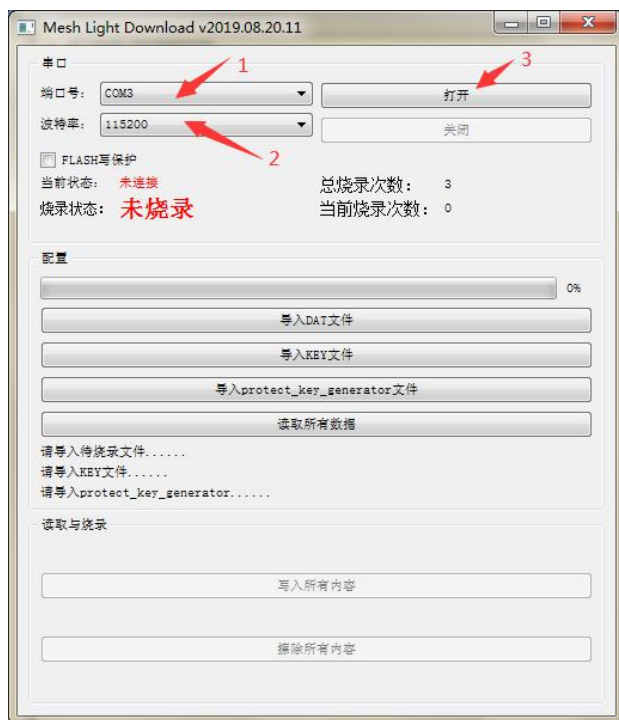 Mesh Light Download v2019.08.20.11
串口
1
3
端口号: COM3
打开
波特率: 115200
关闭
2
FLASH写保护
当前状态: 未连接
总烧录次数: 3
烧录状态: 未烧录
当前烧录次数: 0
配置
0%
导入DAT文件
导入KEY文件
导入protect_key_generator文件
读取所有数据
请导入待烧录文件......
请导入KEY文件......
请导入protect_key_generator......
读取与烧录
写入所有内容
擦除所有内容